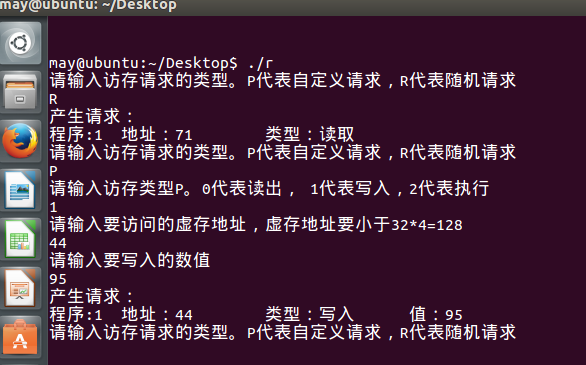 may@ubuntu: ~/Desktop
may@ubuntu:~/Desktop$ ./r
请输入访存请求的类型。P代表自定义请求，R代表随机请求
R
产生请求：
程序:1 地址：71 类型：读取
请输入访存请求的类型。P代表自定义请求，R代表随机请求
P
请输入访存类型P。0代表读出， 1代表写入，2代表执行
1
请输入要访问的虚存地址，虚存地址要小于32*4=128
44
请输入要写入的数值
95
产生请求：
程序:1 地址：44 类型：写入 值：95
请输入访存请求的类型。P代表自定义请求，R代表随机请求